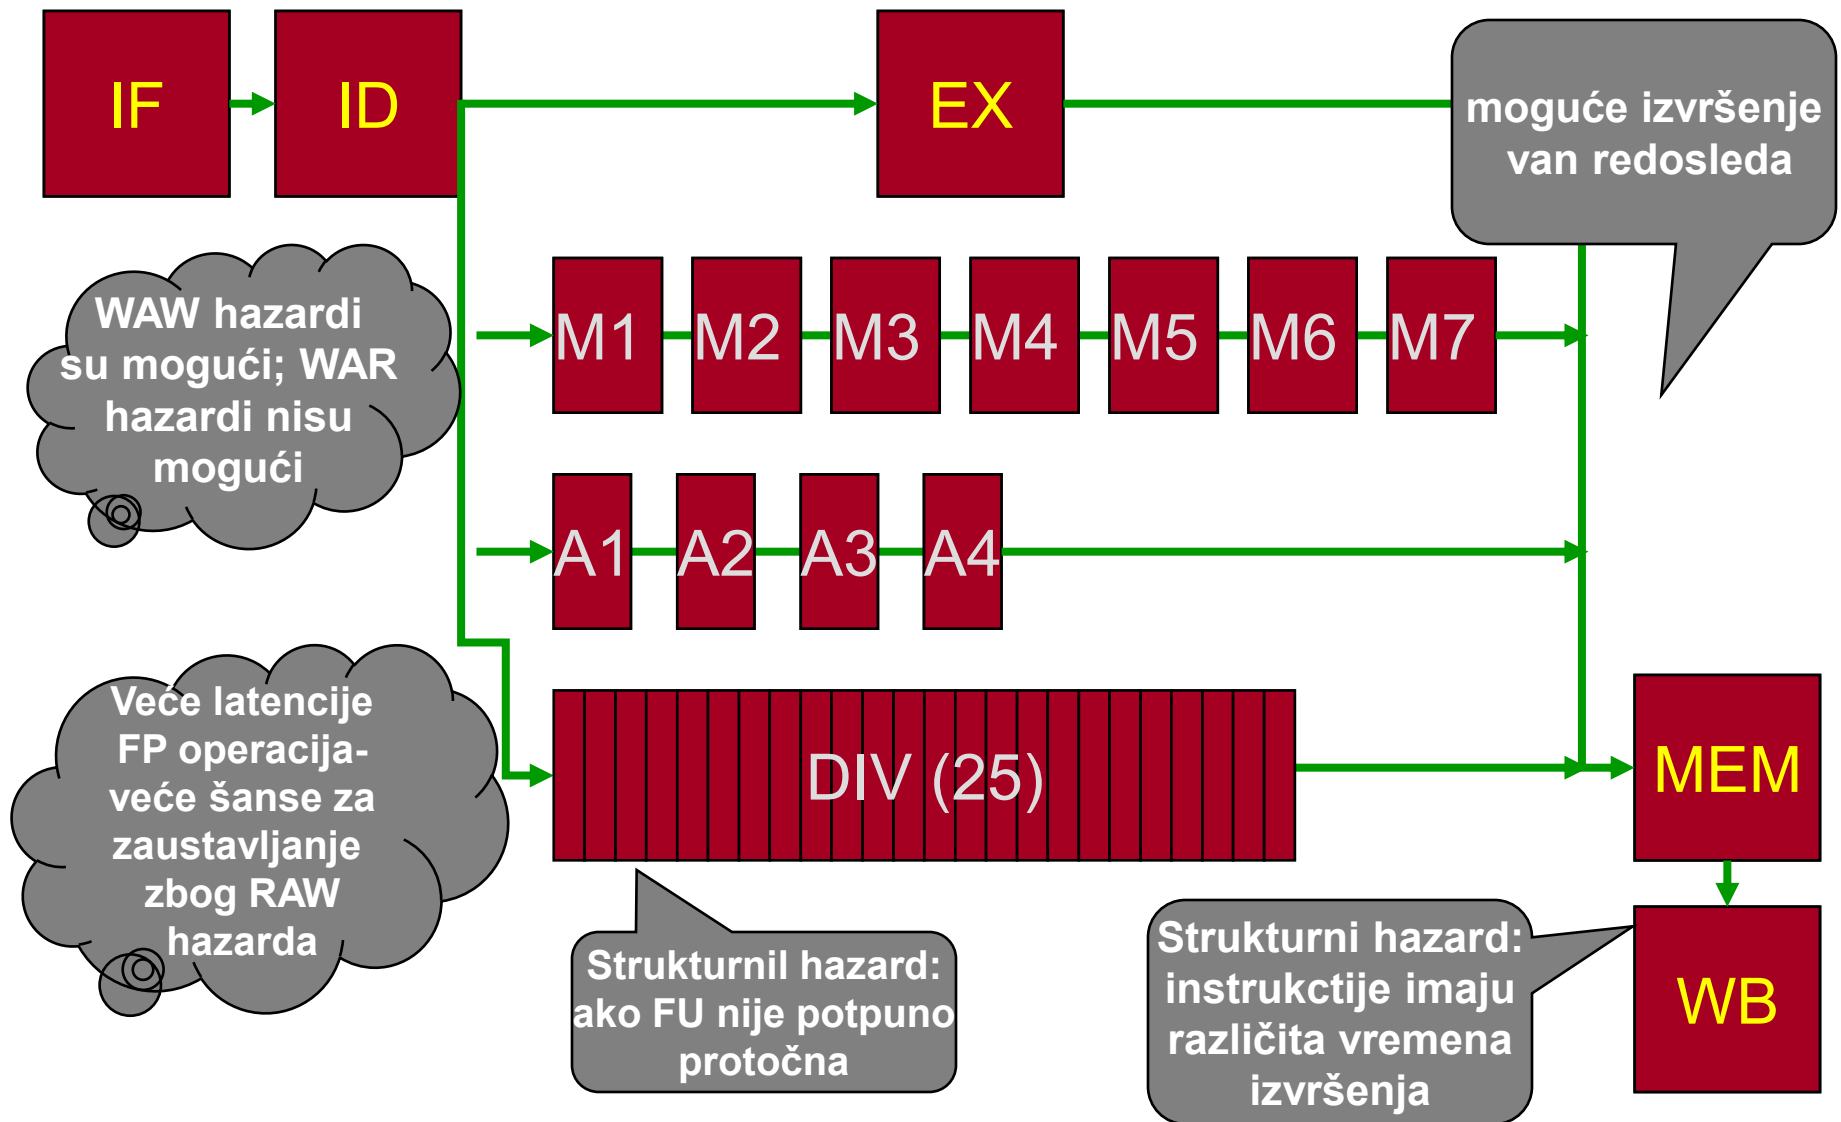 IF
ID
EX
moguće izvršenje
van redosleda
WAW hazardi
su mogući; WAR
hazardi nisu
mogući
M1
M2
M3
M4
M5
M6
M7
A1
A2
A3
A4
Veće latencije
FP operacija-
veće šanse za
zaustavljanje
zbog RAW
hazarda
DIV (25)
MEM
Strukturnil hazard:
ako FU nije potpuno
protočna
Strukturni hazard:
instrukctije imaju
različita vremena
izvršenja
WB